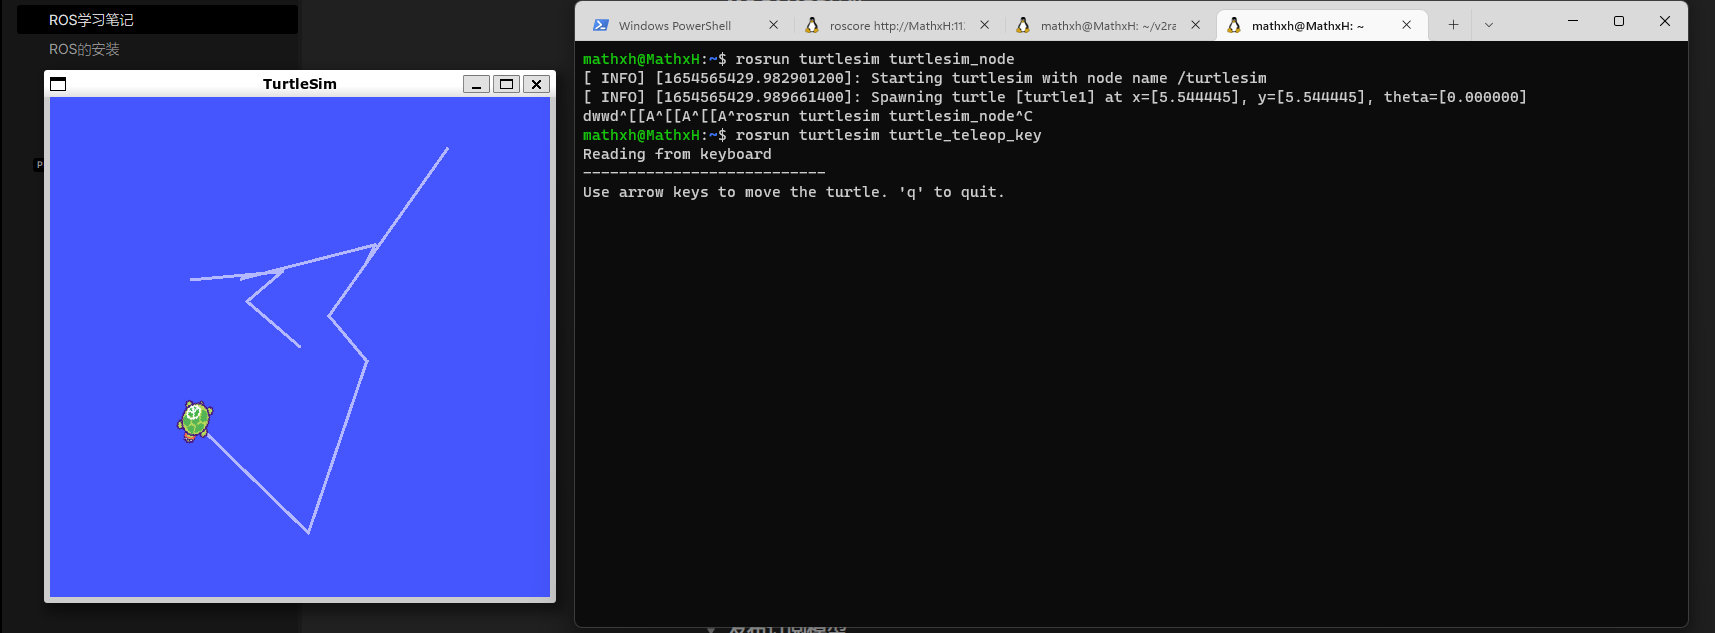 ROS学习笔记
ROS的安装
P
TurtleSim
Windows PowerShell
roscore http://MathxH:11
mathxh@MathxH: ~/v2ra
mathxh@MathxH: ~
mathxh@MathxH:~$ rosrun turtlesim turtlesim_node
[ INFO] [1654565429.982901200]: Starting turtlesim with node name /turtlesim
[ INFO] [1654565429.989661400]: Spawning turtle [turtle1] at x=[5.544445], y=[5.544445], theta=[0.000000]
dwwd^[[A^[[A^[[A^rosrun turtlesim turtlesim_node^C
mathxh@MathxH:~$ rosrun turtlesim turtle_teleop_key
Reading from keyboard
---------------------------
Use arrow keys to move the turtle. 'q' to quit.